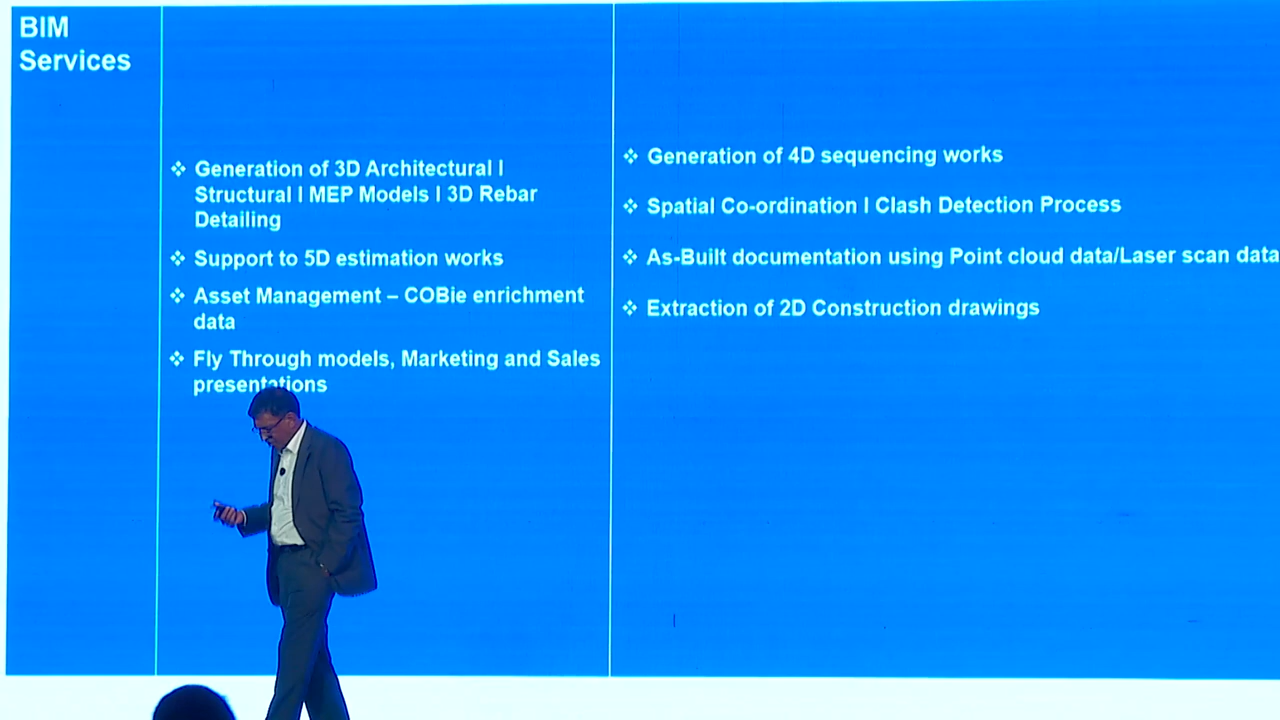 BIM
Services
❖ Generation of 3D Architectural I
Structural I MEP Models I 3D Rebar
Detailing
❖ Support to 5D estimation works
❖ Asset Management – COBie enrichment
data
❖ Fly Through models, Marketing and Sales
presentations
❖ Generation of 4D sequencing works
❖ Spatial Co-ordination I Clash Detection Process
❖ As-Built documentation using Point cloud data/Laser scan data
❖ Extraction of 2D Construction drawings